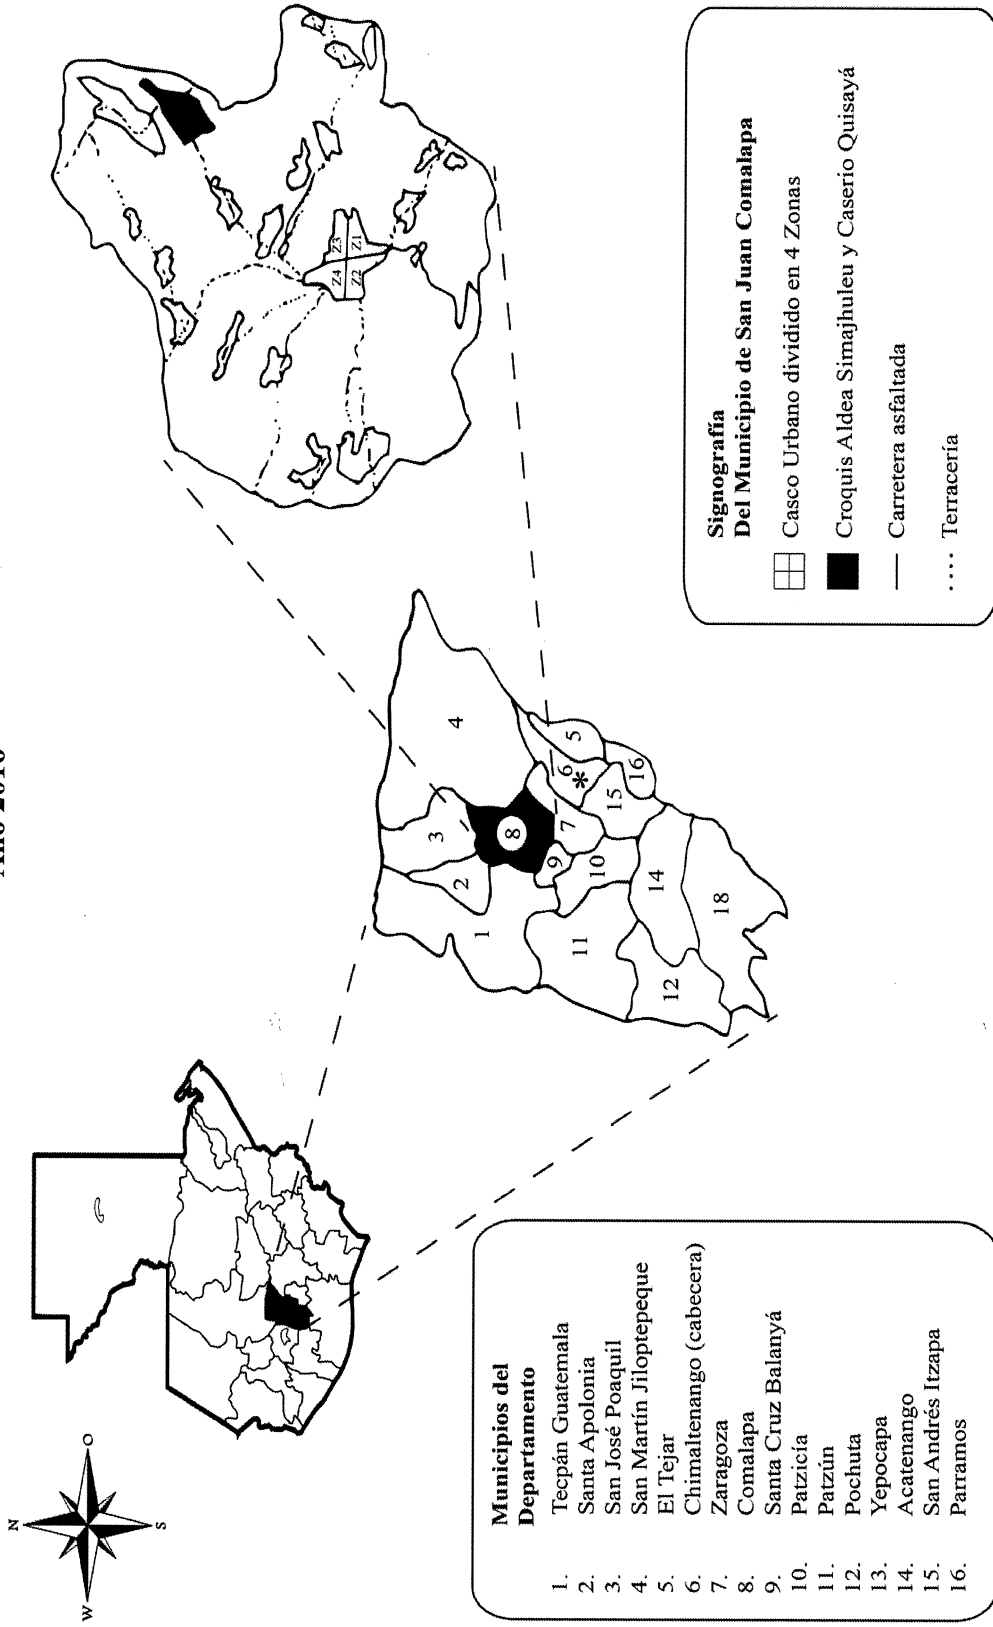 Año 2010
N
W
O
S
Z4
Z3
Z2
Z1
1
2
3
4
5
6
*
7
8
9
10
11
12
14
15
16
18
Municipios del
Departamento
1. Tecpán Guatemala
2. Santa Apolonia
3. San José Poaquil
4. San Martín Jiloptepeque
5. El Tejar
6. Chimaltenango (cabecera)
7. Zaragoza
8. Comalapa
9. Santa Cruz Balanyá
10. Patzicía
11. Patzún
12. Pochuta
13. Yepocapa
14. Acatenango
15. San Andrés Itzapa
16. Parramos
Signografía
Del Municipio de San Juan Comalapa
Casco Urbano dividido en 4 Zonas
Croquis Aldea Simajhuleu y Caserio Quisayá
Carretera asfaltada
Terracería